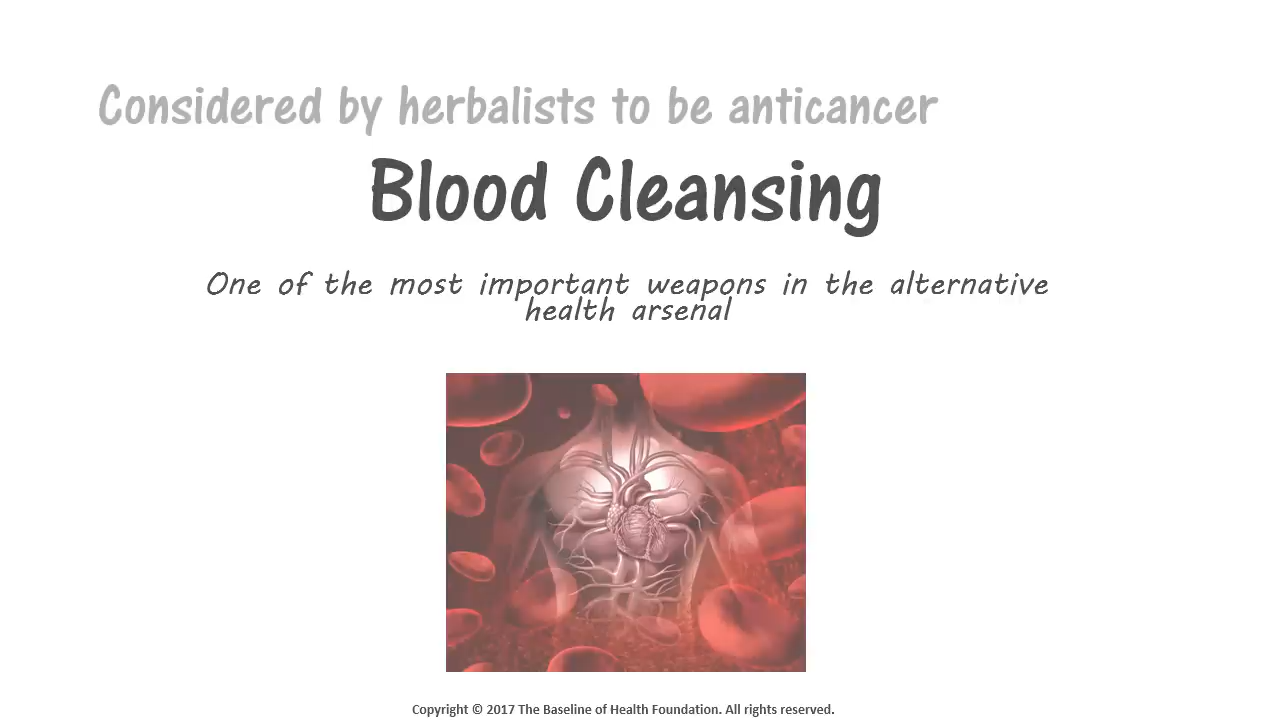 Considered by herbalists to be anticancer
Blood Cleansing
One of the most important weapons in the alternative
health arsenal
Copyright © 2017 The Baseline of Health Foundation. All rights reserved.